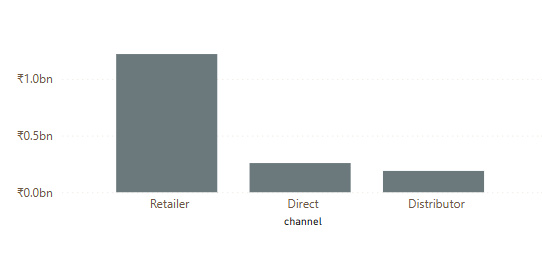 ₹1.0bn
₹0.5bn
₹0.0bn
Retailer Direct Distributor
channel